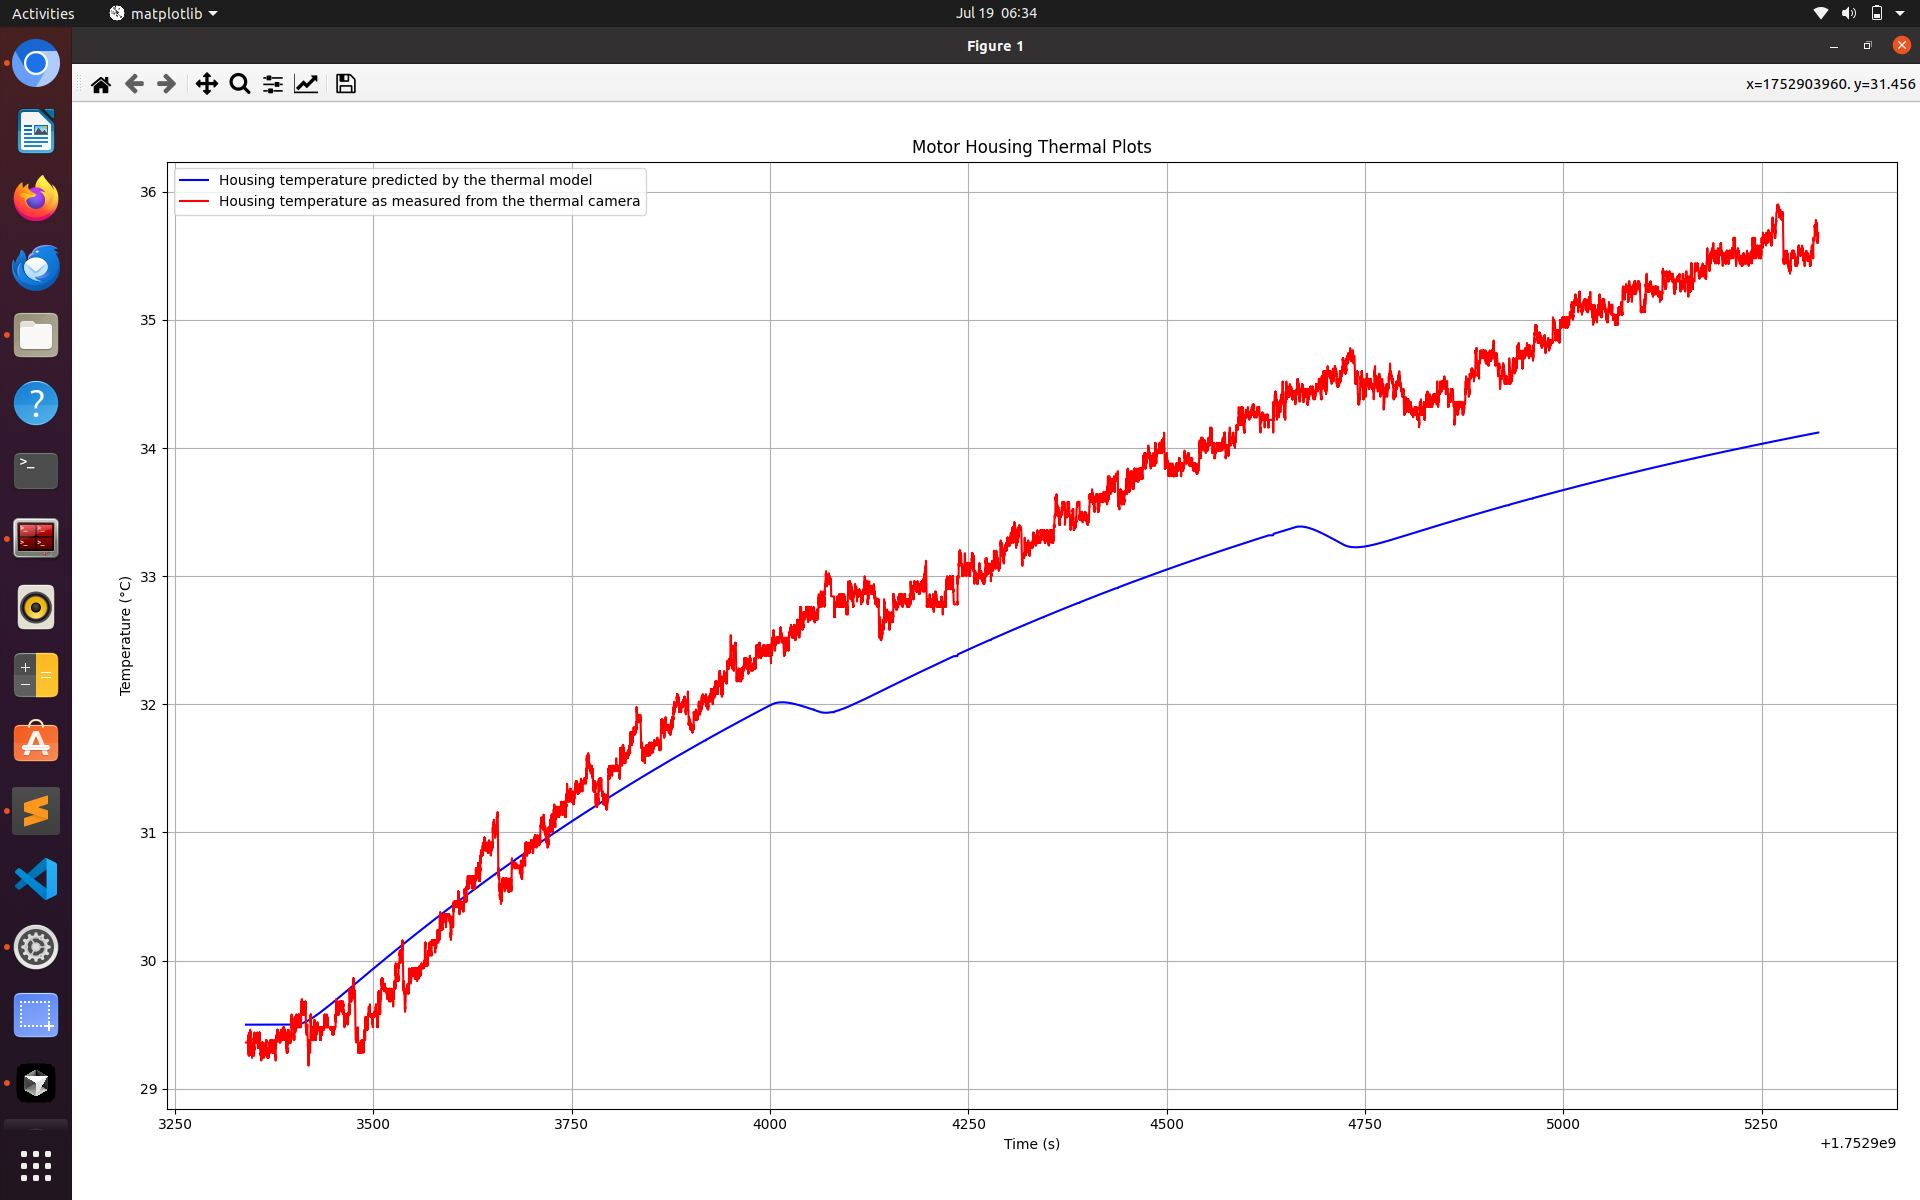 Activities
matplotlib
Jul 19 06:34
Figure 1
x=1752903960. y=31.456
Motor Housing Thermal Plots
Housing temperature predicted by the thermal model
Housing temperature as measured from the thermal camera
36
35
34
33
32
31
30
29
Temperature (°C)
3250
3500
3750
4000
4250
4500
4750
5000
5250
Time (s)
+1.7529e9